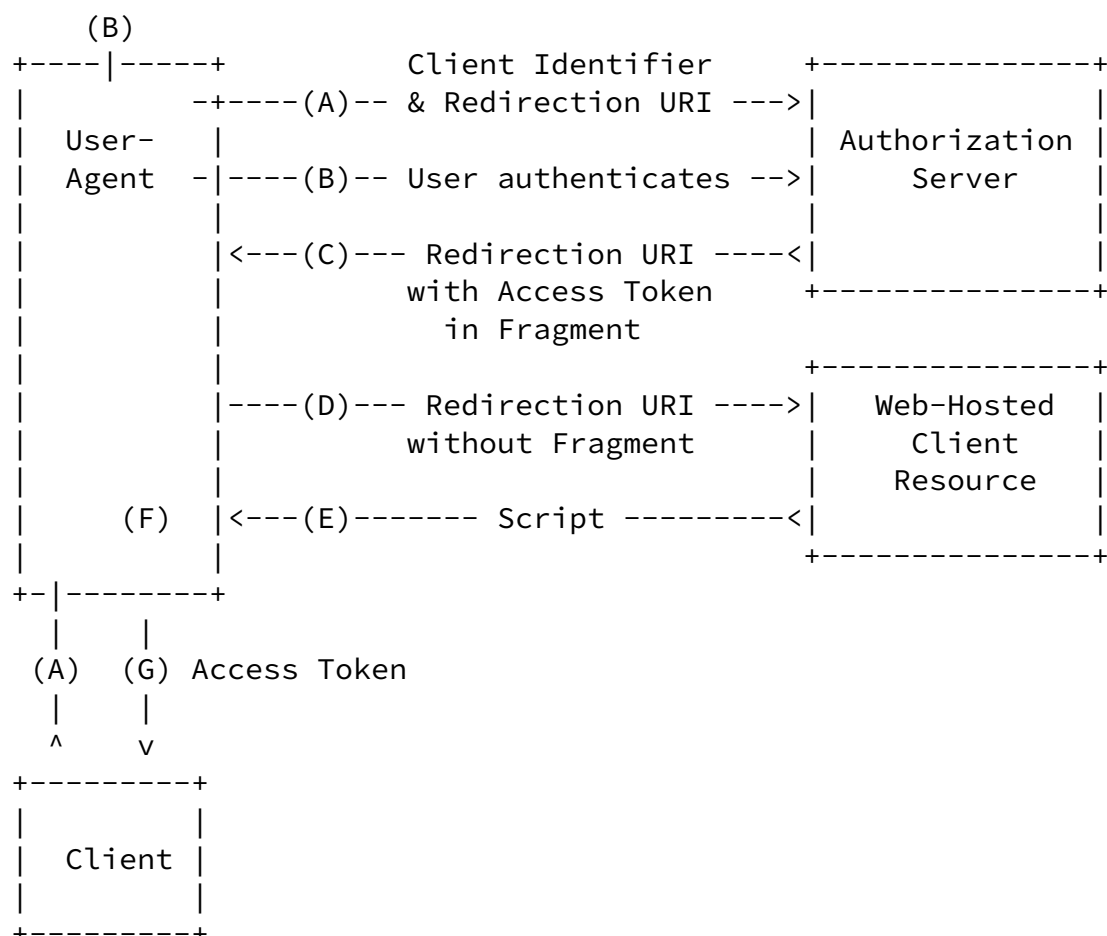 (B)
+----|-----+          Client Identifier     +---------------+
|         -+----(A)-- & Redirection URI --->|               |
|  User-   |                                | Authorization |
|  Agent  -|----(B)-- User authenticates -->|     Server    |
|          |                                |               |
|          |<---(C)--- Redirection URI ----<|               |
|          |          with Access Token     +---------------+
|          |            in Fragment
|          |                                +---------------+
|          |----(D)--- Redirection URI ---->|   Web-Hosted  |
|          |          without Fragment      |     Client    |
|          |                                |    Resource   |
|     (F)  |<---(E)------- Script ---------<|               |
|          |                                +---------------+
+-|--------+
  |    |
 (A)  (G) Access Token
  |    |
  ^    v
+---------+
|         |
|  Client |
|         |
+---------+